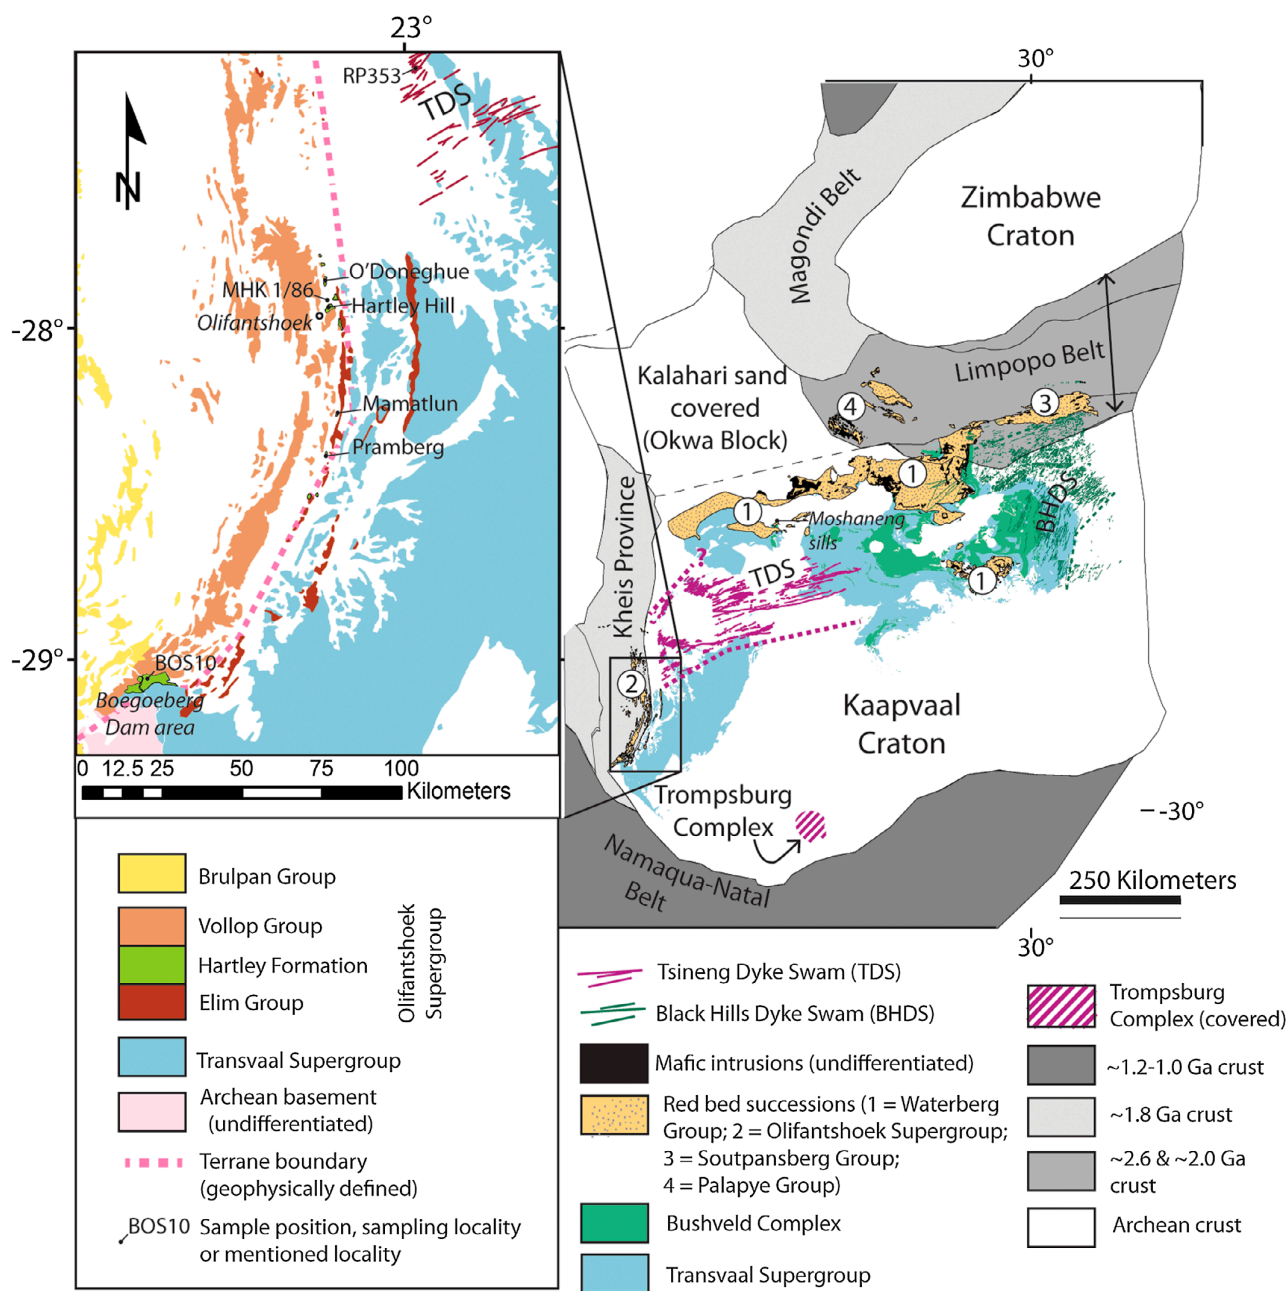 23°
RP353
TDS
N
O'Doneghue
MHK 1/86
Hartley Hill
Olifantshoek
-28°
Mamatlun
Pramberg
-29°
BOS10
Boegoeberg
Dam area
0 12.5 25 50 75 100
Kilometers
30°
Zimbabwe
Craton
Magondi Belt
Limpopo Belt
Kalahari sand
covered
(Okwa Block)
4
3
1
1
Moshaneng
sills
BHDS
?
TDS
1
Kheis Province
2
Kaapvaal
Craton
Trompsburg
Complex
-30°
Namaqua-Natal
Belt
250 Kilometers
30°
Brulpan Group
Vollop Group
Hartley Formation
Elim Group
Olifantshoek
Supergroup
Transvaal Supergroup
Archean basement
(undifferentiated)
Terrane boundary
(geophysically defined)
BOS10 Sample position, sampling locality
or mentioned locality
Tsineng Dyke Swam (TDS)
Black Hills Dyke Swam (BHDS)
Mafic intrusions (undifferentiated)
Red bed successions (1 = Waterberg
Group; 2 = Olifantshoek Supergroup;
3 = Soutpansberg Group;
4 = Palapye Group)
Bushveld Complex
Transvaal Supergroup
Trompsburg
Complex (covered)
~1.2-1.0 Ga crust
~1.8 Ga crust
~2.6 & ~2.0 Ga
crust
Archean crust